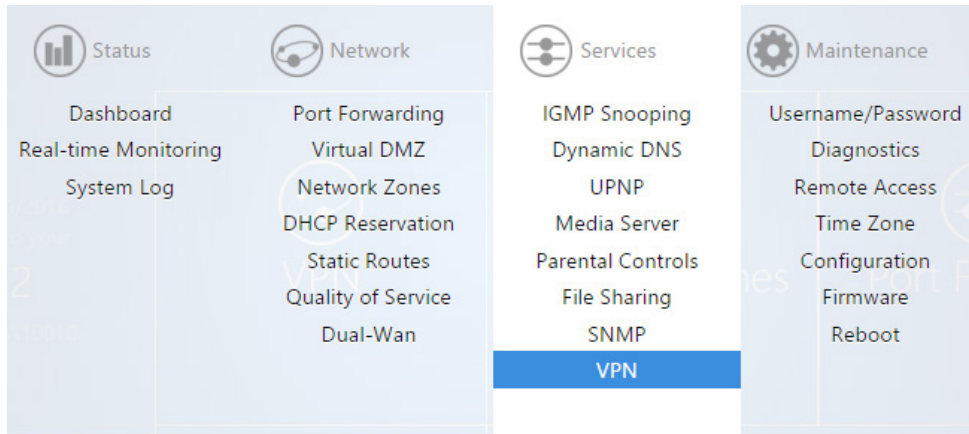 Status
Dashboard
Real-time Monitoring
System Log
Network
Port Forwarding
Virtual DMZ
Network Zones
DHCP Reservation
Static Routes
Quality of Service
Dual-Wan
Services
IGMP Snooping
Dynamic DNS
UPNP
Media Server
Parental Controls
File Sharing
SNMP
VPN
Maintenance
Username/Password
Diagnostics
Remote Access
Time Zone
Configuration
Firmware
Reboot
VPN